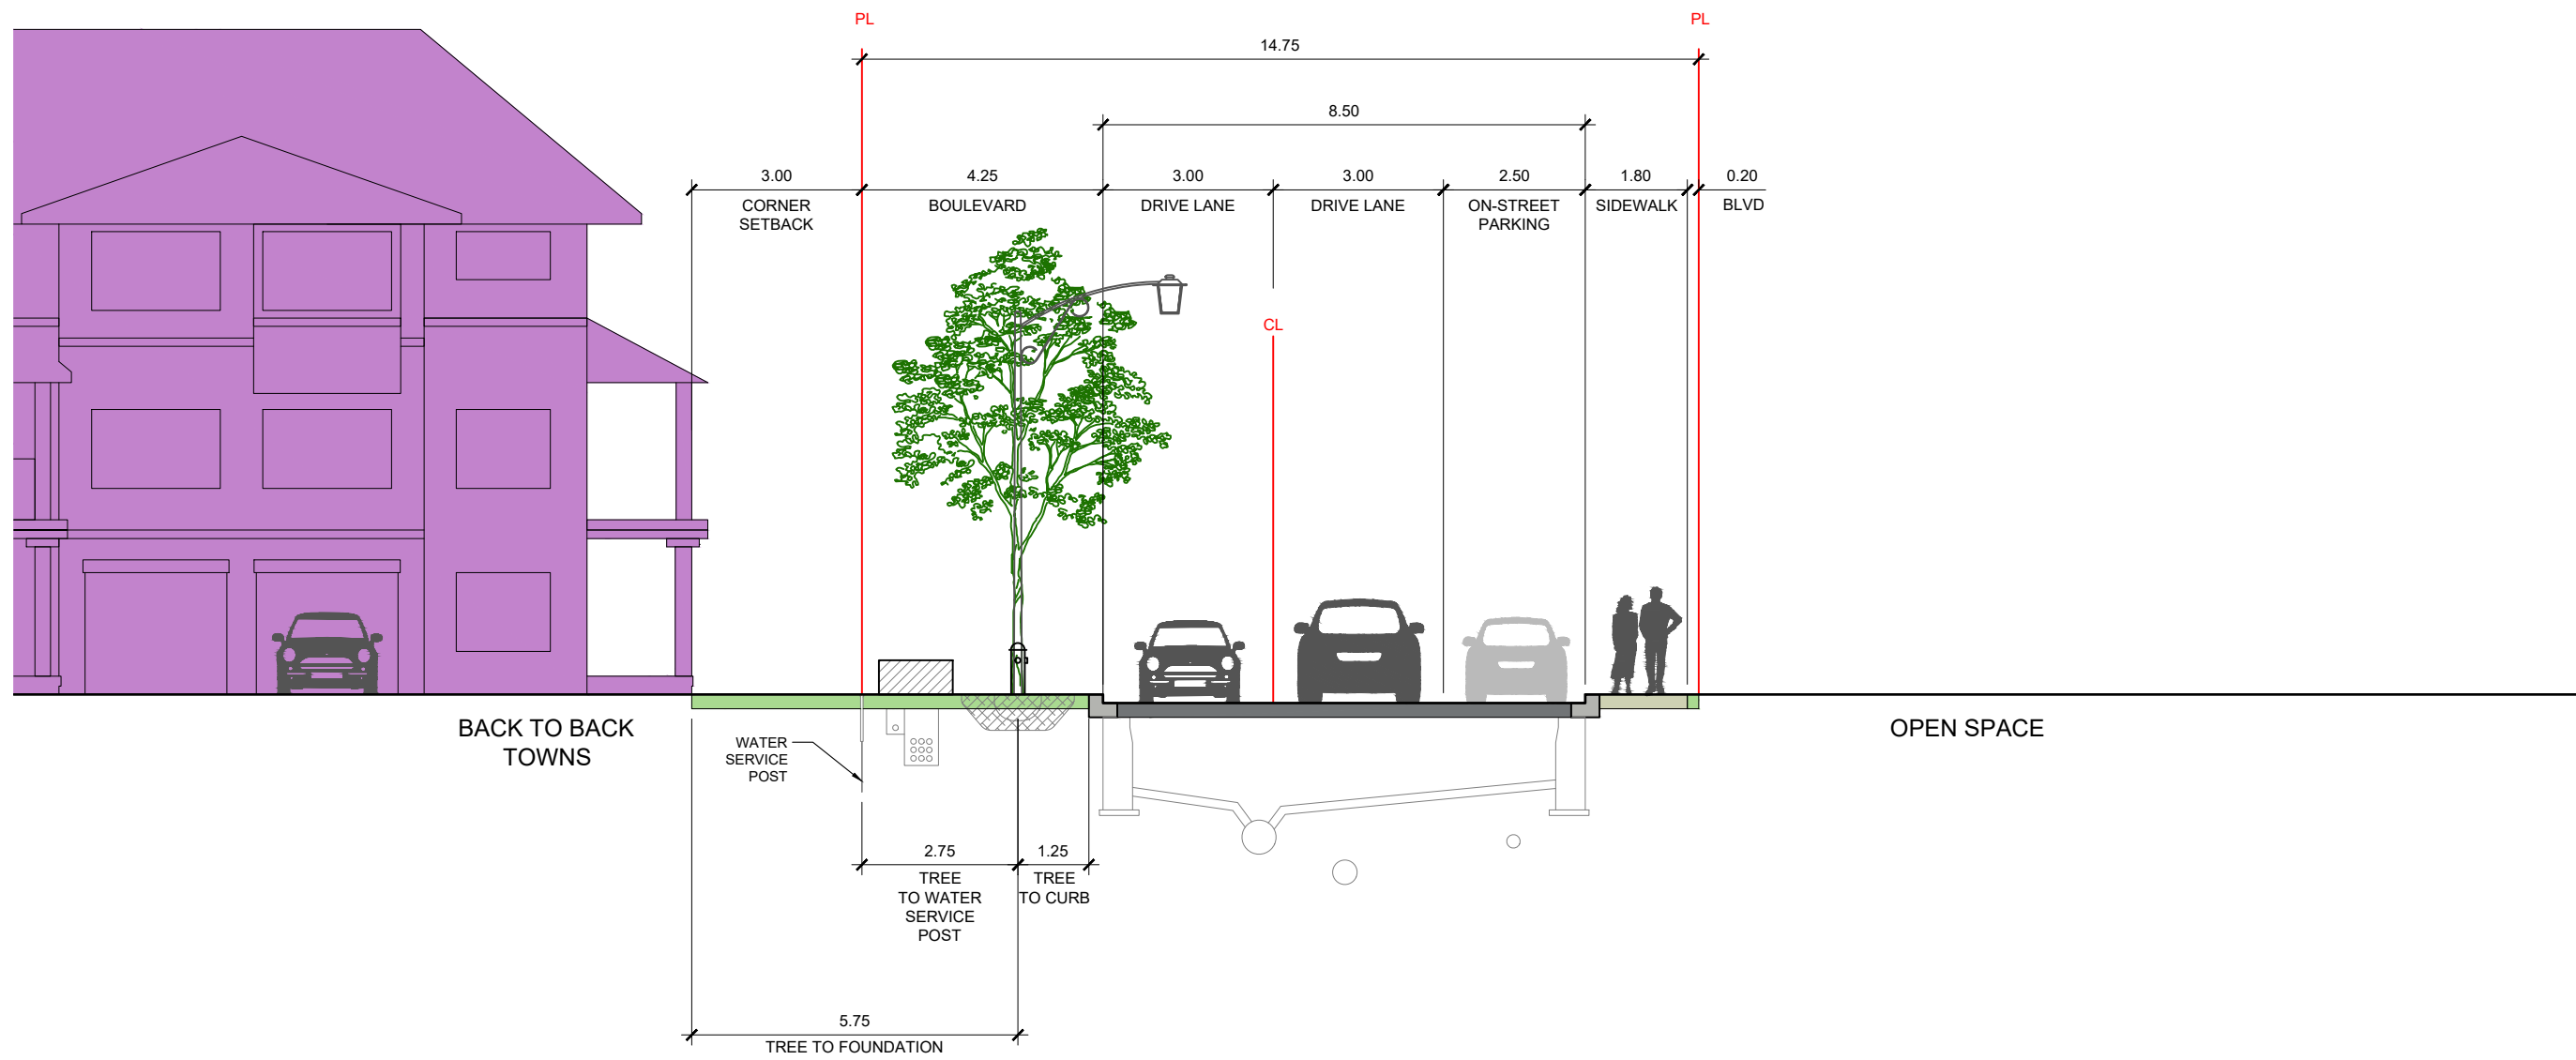 PL
PL
14.75
8.50
3.00
4.25
3.00
3.00
2.50
1.80
0.20
CORNER
SETBACK
BOULEVARD
DRIVE LANE
DRIVE LANE
ON-STREET
PARKING
SIDEWALK
BLVD
CL
BACK TO BACK
TOWNS
OPEN SPACE
WATER
SERVICE
POST
2.75
1.25
TREE
TO WATER
SERVICE
POST
TREE
TO CURB
5.75
TREE TO FOUNDATION